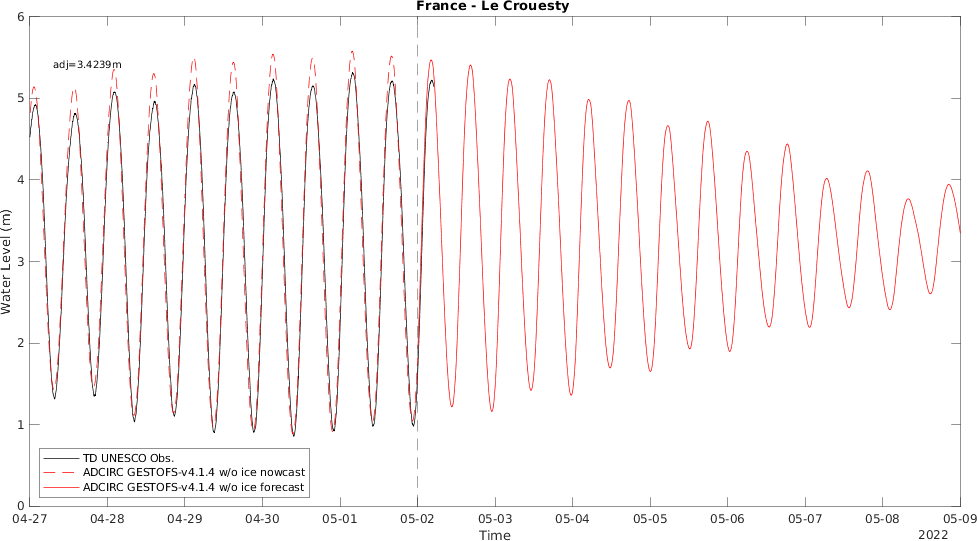 France - Le Crouesty
adj=3.4239m
Water Level (m)
6
5
4
3
2
1
0
TD UNESCO Obs.
ADCIRC GESTOFS-v4.1.4 w/o ice nowcast
ADCIRC GESTOFS-v4.1.4 w/o ice forecast
04-27 04-28 04-29 04-30 05-01 05-02 05-03 05-04 05-05 05-06 05-07 05-08 05-09
Time
2022